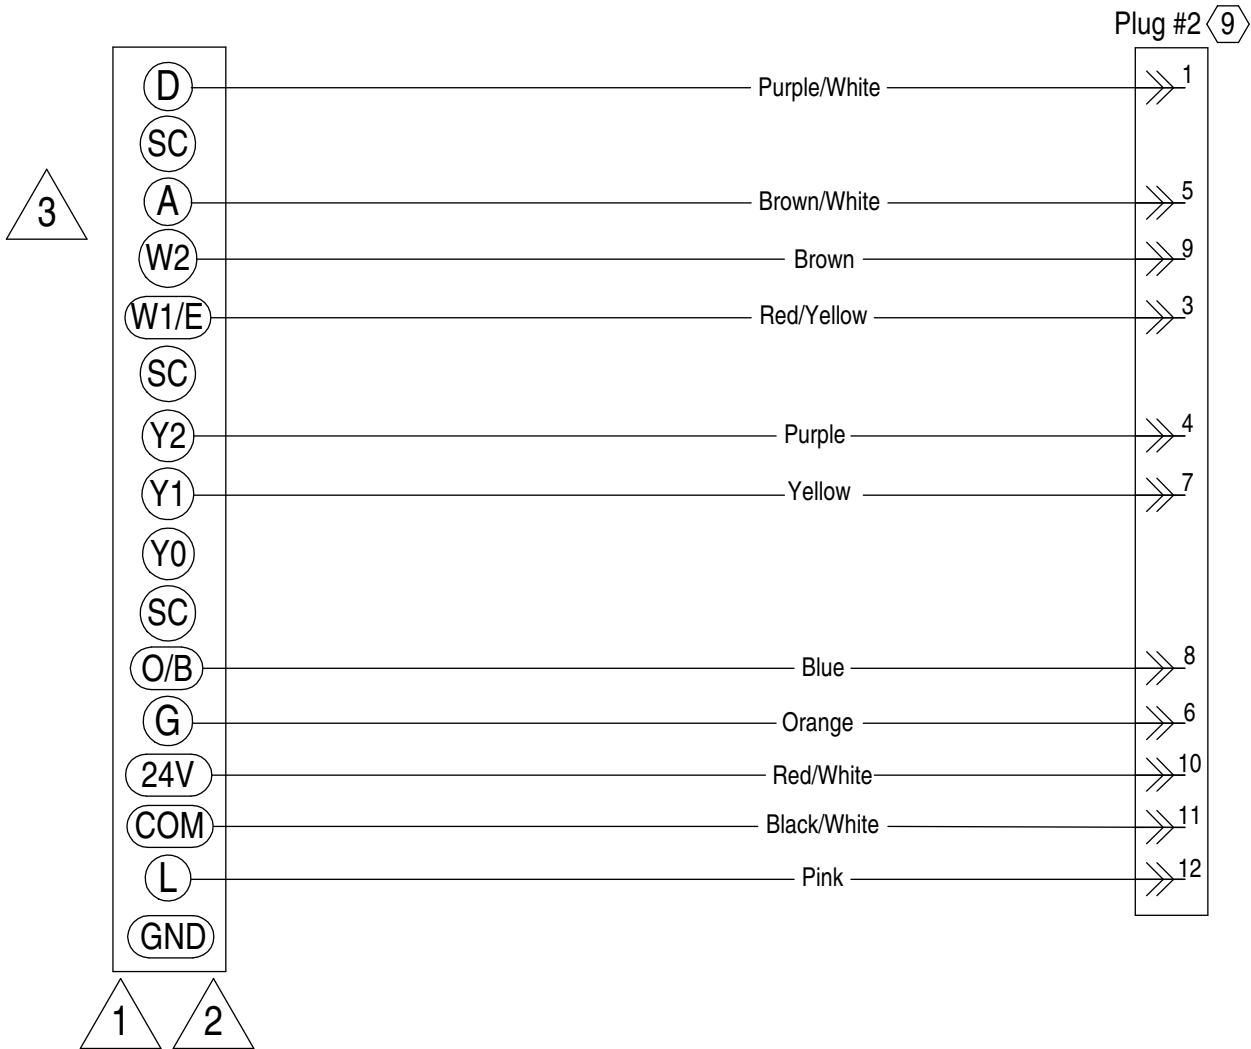 Plug #2 9
D Purple/White 1
SC
A Brown/White 5
3
W2 Brown 9
W1/E Red/Yellow 3
SC
Y2 Purple 4
Y1 Yellow 7
Y0
SC
O/B Blue 8
G Orange 6
24V Red/White 10
COM Black/White 11
L Pink 12
GND
1 2